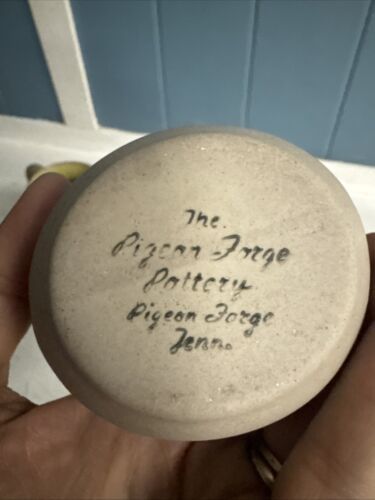 The.
Pigeon Forge
Pottery
Pigeon Forge
Tenn.